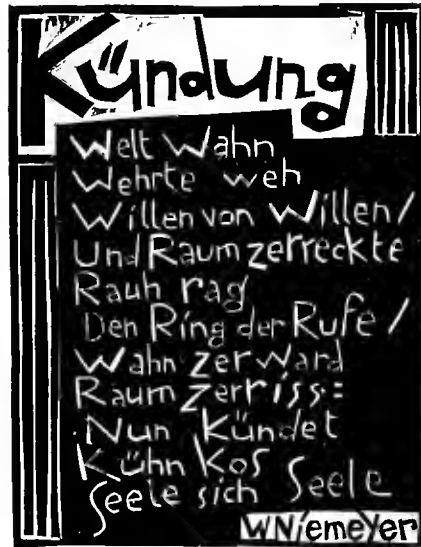 Kündung
Welt Wahn
Wehrte weh
Willen von Willen/
Und Raum zerreckte
Rauh rag
Den Ring der Rufe/
Wahn zerward
Raum zerriss:
Nun Kündet
Kühn Kos
Seele sich Seele
WNiemeyer